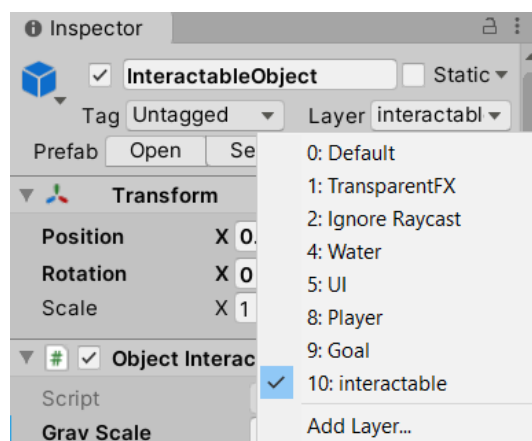 Inspector
InteractableObject Static
Tag Untagged Layer interactabl
Prefab Open Se
0: Default
1: TransparentFX
2: Ignore Raycast
4: Water
5: UI
8: Player
9: Goal
10: interactable
Add Layer...
Transform
Position X 0.
Rotation X 0
Scale X 1
# Object Interac
Script
Gray Scale